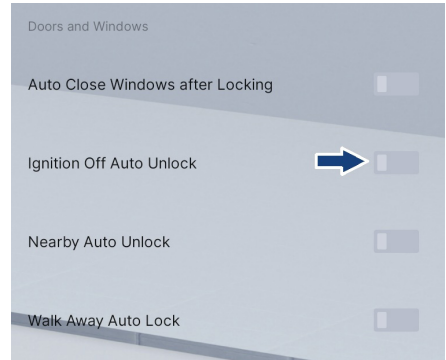 Doors and Windows
Auto Close Windows after Locking
Ignition Off Auto Unlock
Nearby Auto Unlock
Walk Away Auto Lock